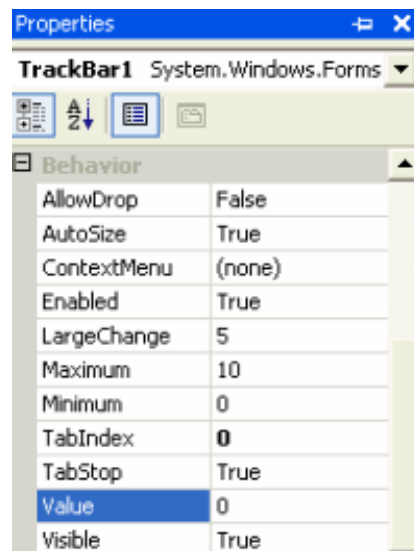 Properties
TrackBar1 System.Windows.Forms
Behavior
AllowDrop False
AutoSize True
ContextMenu (none)
Enabled True
LargeChange 5
Maximum 10
Minimum 0
TabIndex 0
TabStop True
Value 0
Visible True